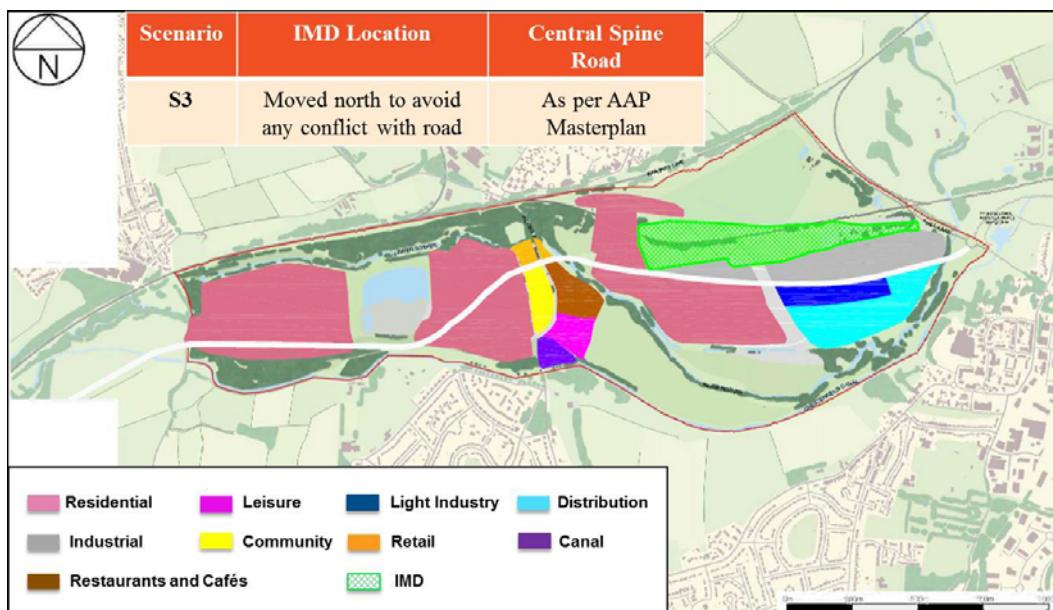 N
Scenario
IMD Location
Central Spine
Road
S3
Moved north to avoid
any conflict with road
As per AAP
Masterplan
Residential
Leisure
Light Industry
Distribution
Industrial
Community
Retail
Canal
Restaurants and Cafés
IMD